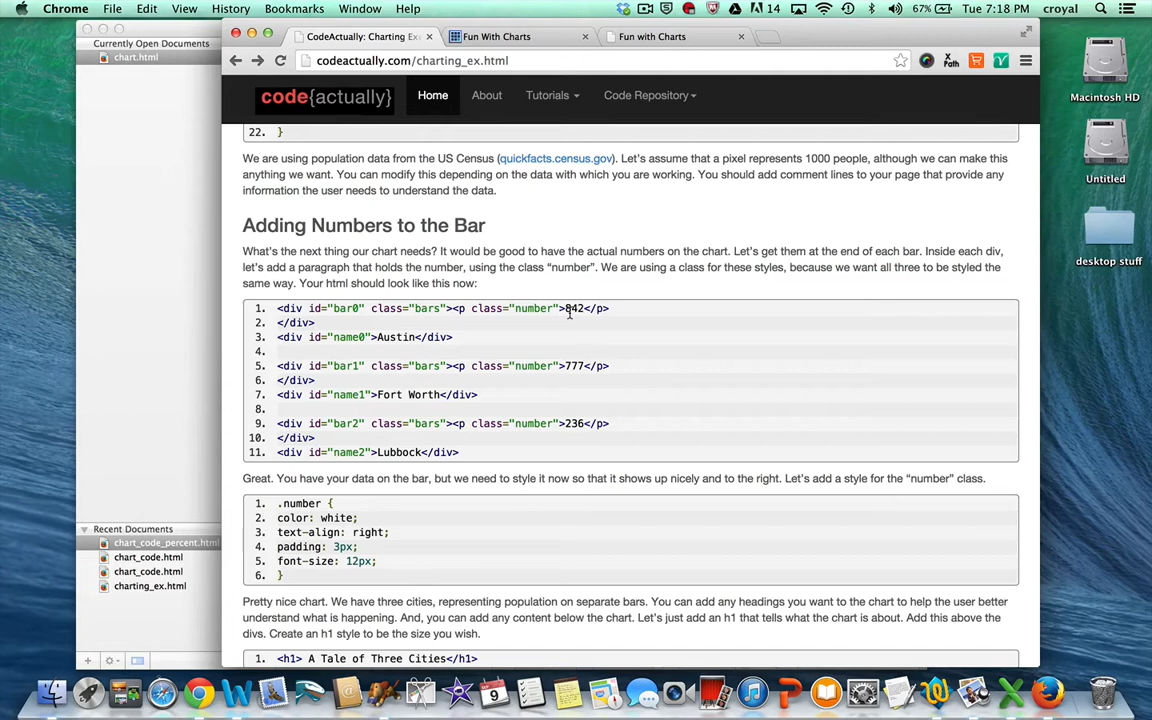 Chrome File Edit View History Bookmarks Window Help 14 67% Tue 7:18 PM croyal
Currently Open Documents
chart.html
CodeActually: Charting Ex Fun With Charts Fun with Charts
codeactually.com/charting_ex.html
X Path
code{actually} Home About Tutorials Code Repository
22. }
We are using population data from the US Census (quickfacts.census.gov). Let's assume that a pixel represents 1000 people, although we can make this
anything we want. You can modify this depending on the data with which you are working. You should add comment lines to your page that provide any
information the user needs to understand the data.
Adding Numbers to the Bar
What's the next thing our chart needs? It would be good to have the actual numbers on the chart. Let's get them at the end of each bar. Inside each div,
let's add a paragraph that holds the number, using the class “number”. We are using a class for these styles, because we want all three to be styled the
same way. Your html should look like this now:
1. <div id="bar0" class="bars"><p class="number">842</p>
2. </div>
3. <div id="name0">Austin</div>
4.
5. <div id="bar1" class="bars"><p class="number">777</p>
6. </div>
7. <div id="name1">Fort Worth</div>
8.
9. <div id="bar2" class="bars"><p class="number">236</p>
10. </div>
11. <div id="name2">Lubbock</div>
Great. You have your data on the bar, but we need to style it now so that it shows up nicely and to the right. Let's add a style for the “number” class.
1. .number {
2. color: white;
3. text-align: right;
4. padding: 3px;
5. font-size: 12px;
6. }
Pretty nice chart. We have three cities, representing population on separate bars. You can add any headings you want to the chart to help the user better
understand what is happening. And, you can add any content below the chart. Let's just add an h1 that tells what the chart is about. Add this above the
divs. Create an h1 style to be the size you wish.
1. <h1> A Tale of Three Cities</h1>
Recent Documents
chart_code_percent.html
chart_code.html
chart_code.html
charting_ex.html
Macintosh HD
Untitled
desktop stuff